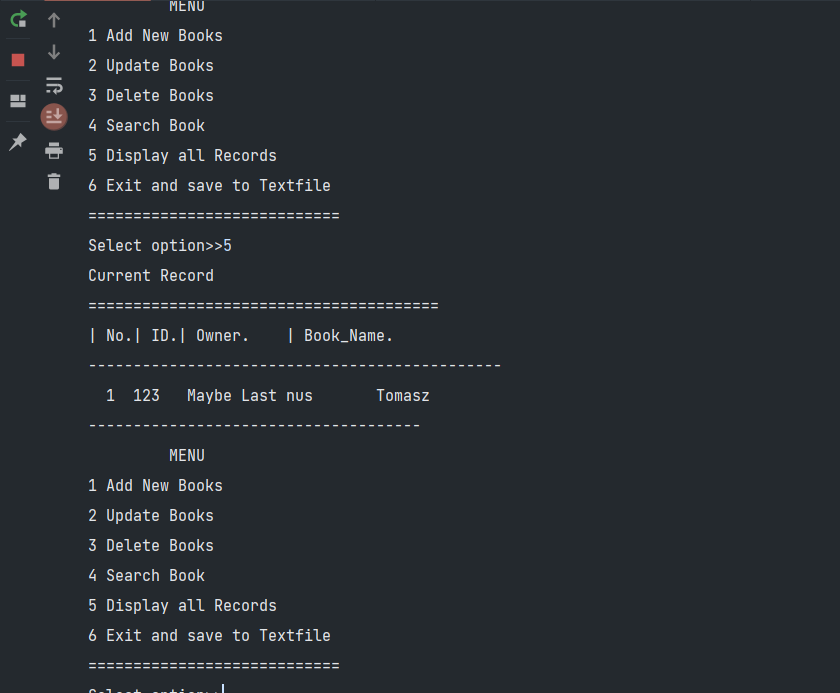 MENU
1 Add New Books
2 Update Books
3 Delete Books
4 Search Book
5 Display all Records
6 Exit and save to Textfile
============================
Select option>>5
Current Record
=======================================
| No.| ID.| Owner.    | Book_Name.
----------------------------------------------
  1  123   Maybe Last nus       Tomasz
-------------------------------------
MENU
1 Add New Books
2 Update Books
3 Delete Books
4 Search Book
5 Display all Records
6 Exit and save to Textfile
============================
Select option>>